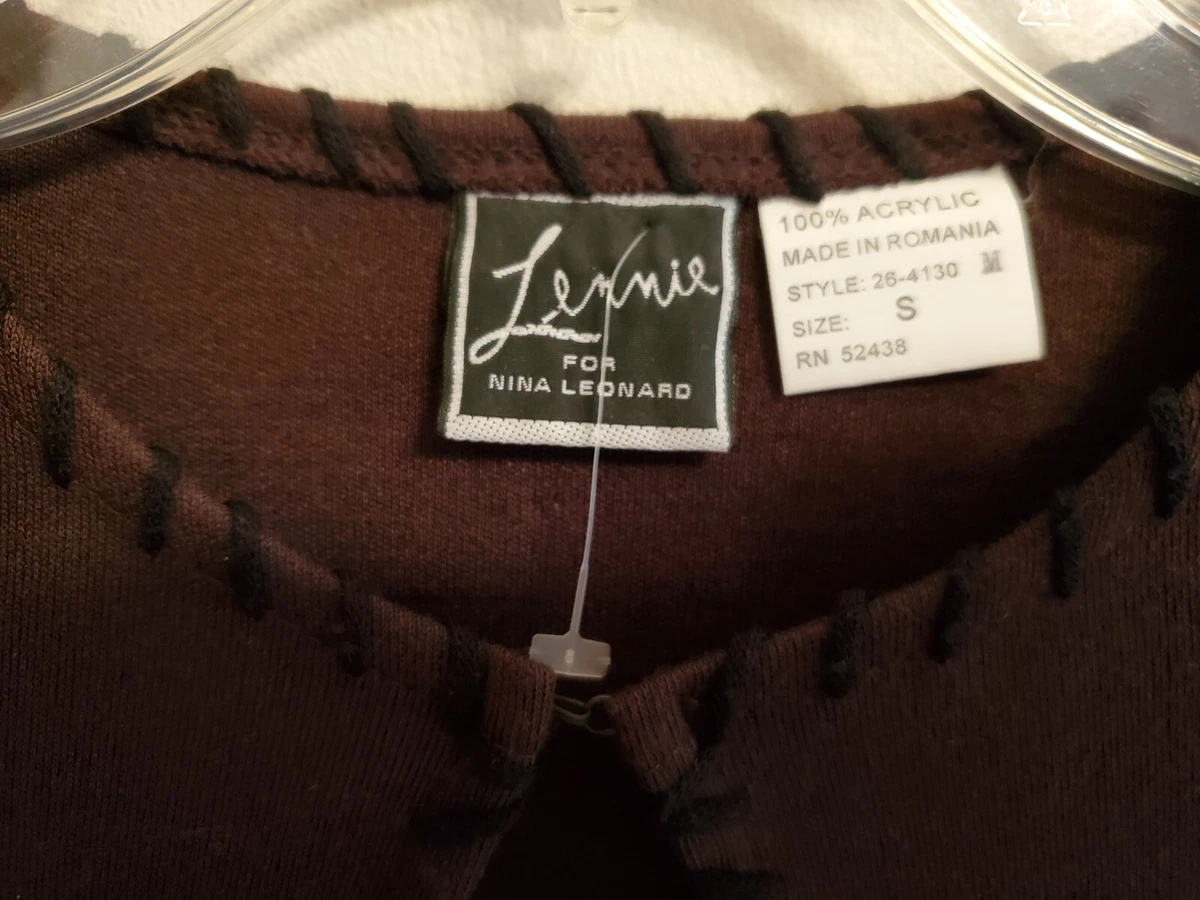 Lennie
FOR
NINA LEONARD
100% ACRYLIC
MADE IN ROMANIA
STYLE: 26-4130 M
SIZE: S
RN 52438